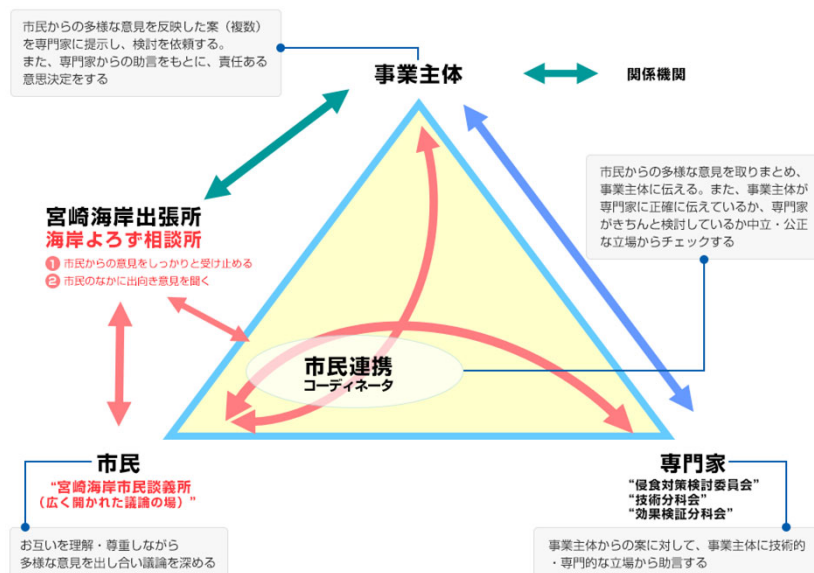 市民からの多様な意見を反映した案（複数）
を専門家に提示し、検討を依頼する。
また、専門家からの助言をもとに、責任ある
意思決定をする
事業主体
関係機関
市民からの多様な意見を取りまとめ、
事業主体に伝える。また、事業主体が
専門家に正確に伝えているか、専門家
がきちんと検討しているか中立・公正
な立場からチェックする
宮崎海岸出張所
海岸よろず相談所
1 市民からの意見をしっかりと受け止める
2 市民のなかに出向き意見を聞く
市民連携
コーディネータ
市民
“宮崎海岸市民談義所
（広く開かれた議論の場）”
専門家
“侵食対策検討委員会”
“技術分科会”
“効果検証分科会”
お互いを理解・尊重しながら
多様な意見を出し合い議論を深める
事業主体からの案に対して、事業主体に技術的
・専門的な立場から助言する